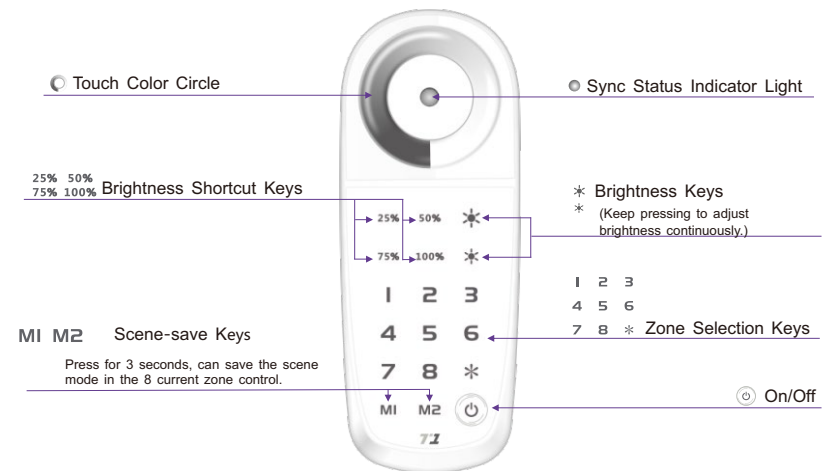 Touch Color Circle
Sync Status Indicator Light
25% 50%
75% 100% Brightness Shortcut Keys
Brightness Keys
(Keep pressing to adjust
brightness continuously.)
25% 50%
75% 100%
1 2 3
4 5 6
7 8 *
M1 M2
1 2 3
4 5 6
7 8 * Zone Selection Keys
M1 M2 Scene-save Keys
Press for 3 seconds, can save the scene
mode in the 8 current zone control.
On/Off